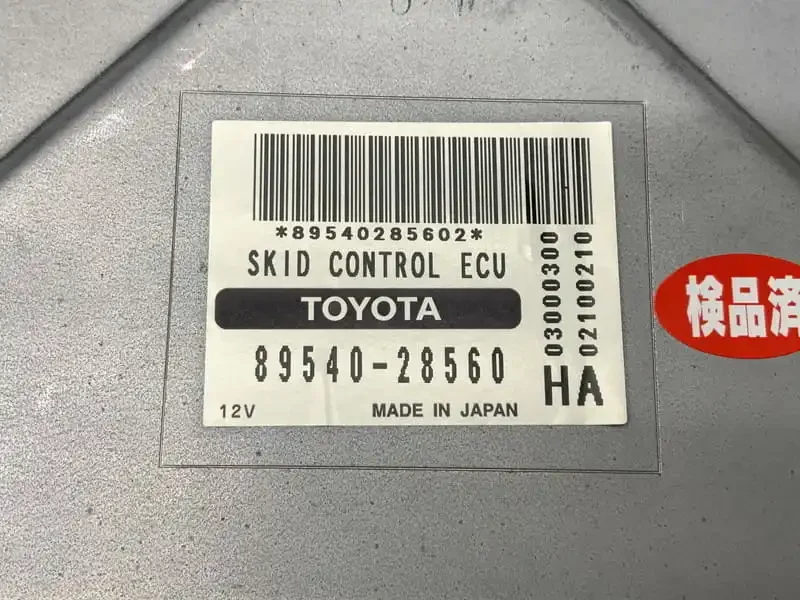 *89540285602*
SKID CONTROL ECU
TOYOTA
89540-28560
12V MADE IN JAPAN
03000300
02100210
HA
検品済